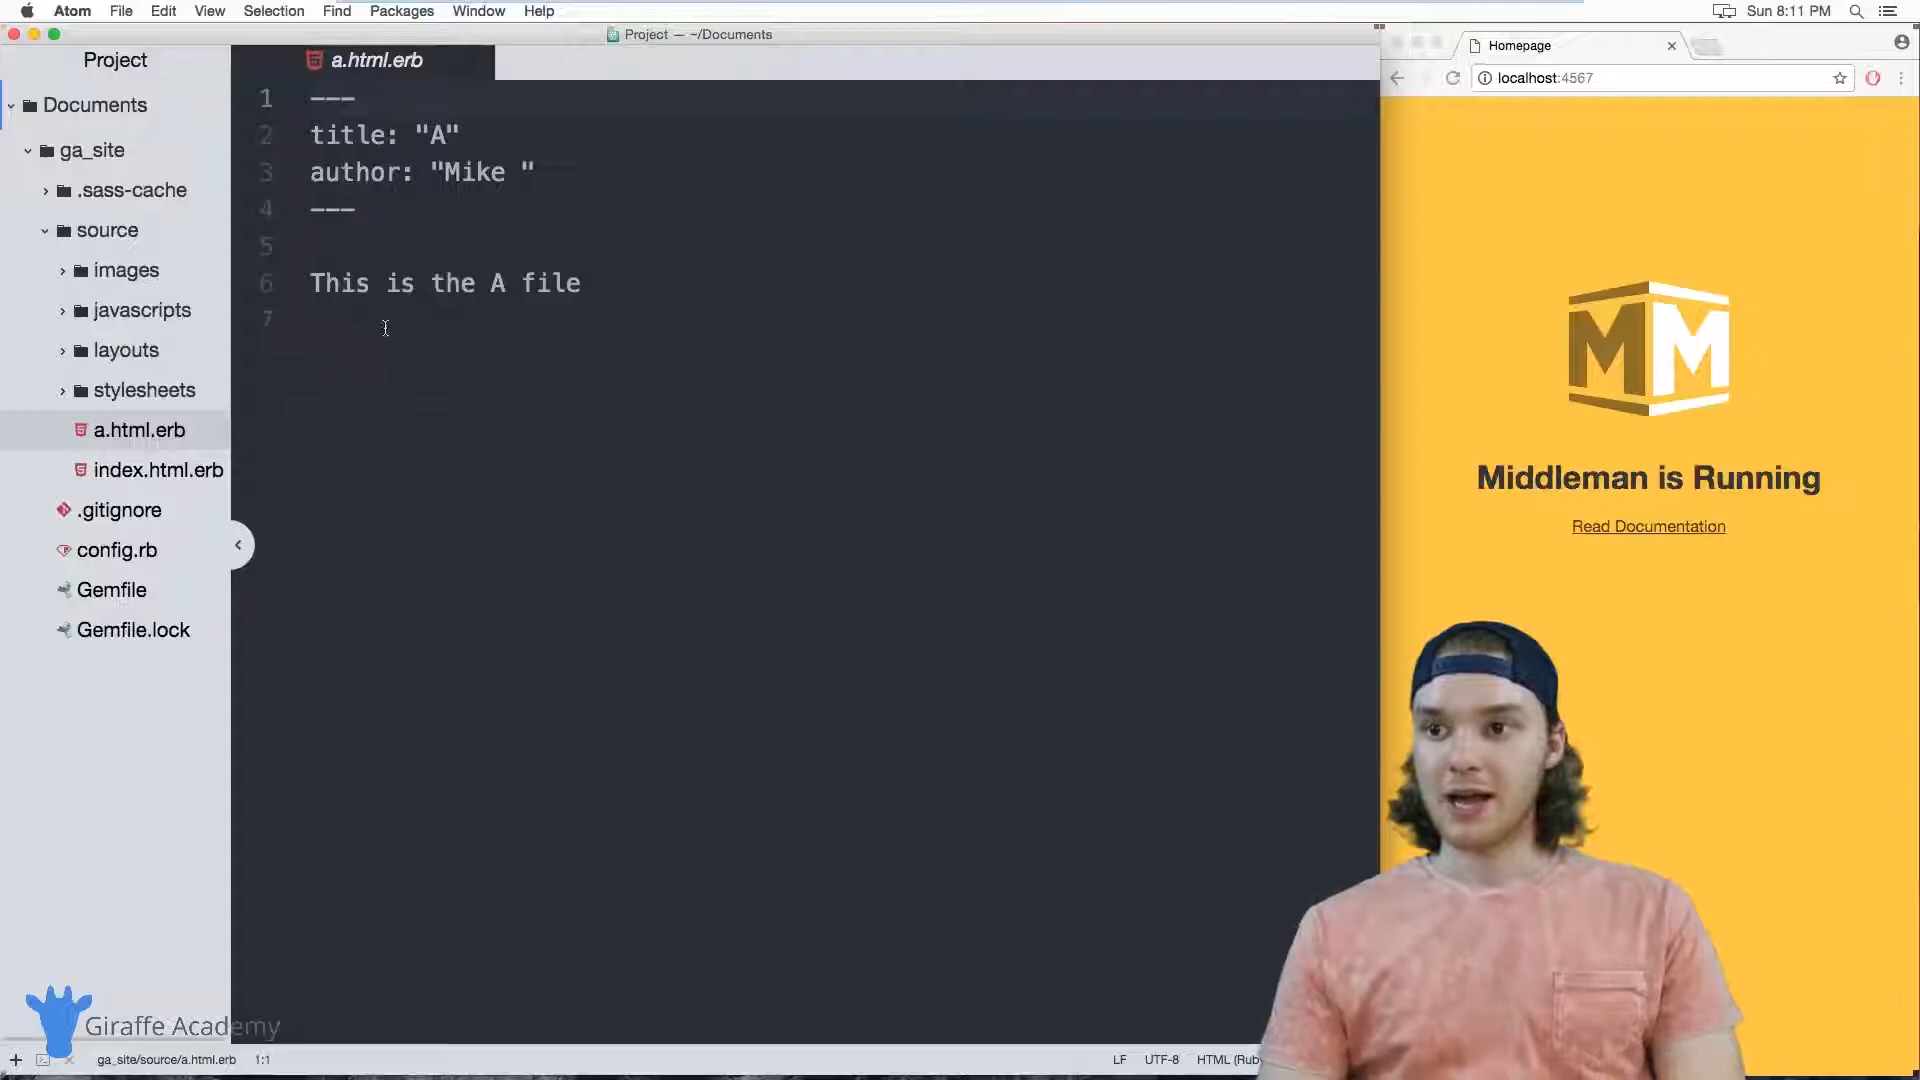 Atom File Edit View Selection Find Packages Window Help
Sun 8:11 PM
Project — ~/Documents
Project
Documents
ga_site
.sass-cache
source
images
javascripts
layouts
stylesheets
a.html.erb
index.html.erb
.gitignore
config.rb
Gemfile
Gemfile.lock
a.html.erb
1 ---
2 title: "A"
3 author: "Mike "
4 ---
5
6 This is the A file
7
Homepage
localhost:4567
MM
Middleman is Running
Read Documentation
Giraffe Academy
ga_site/source/a.html.erb 1:1
LF UTF-8 HTML (Ruby